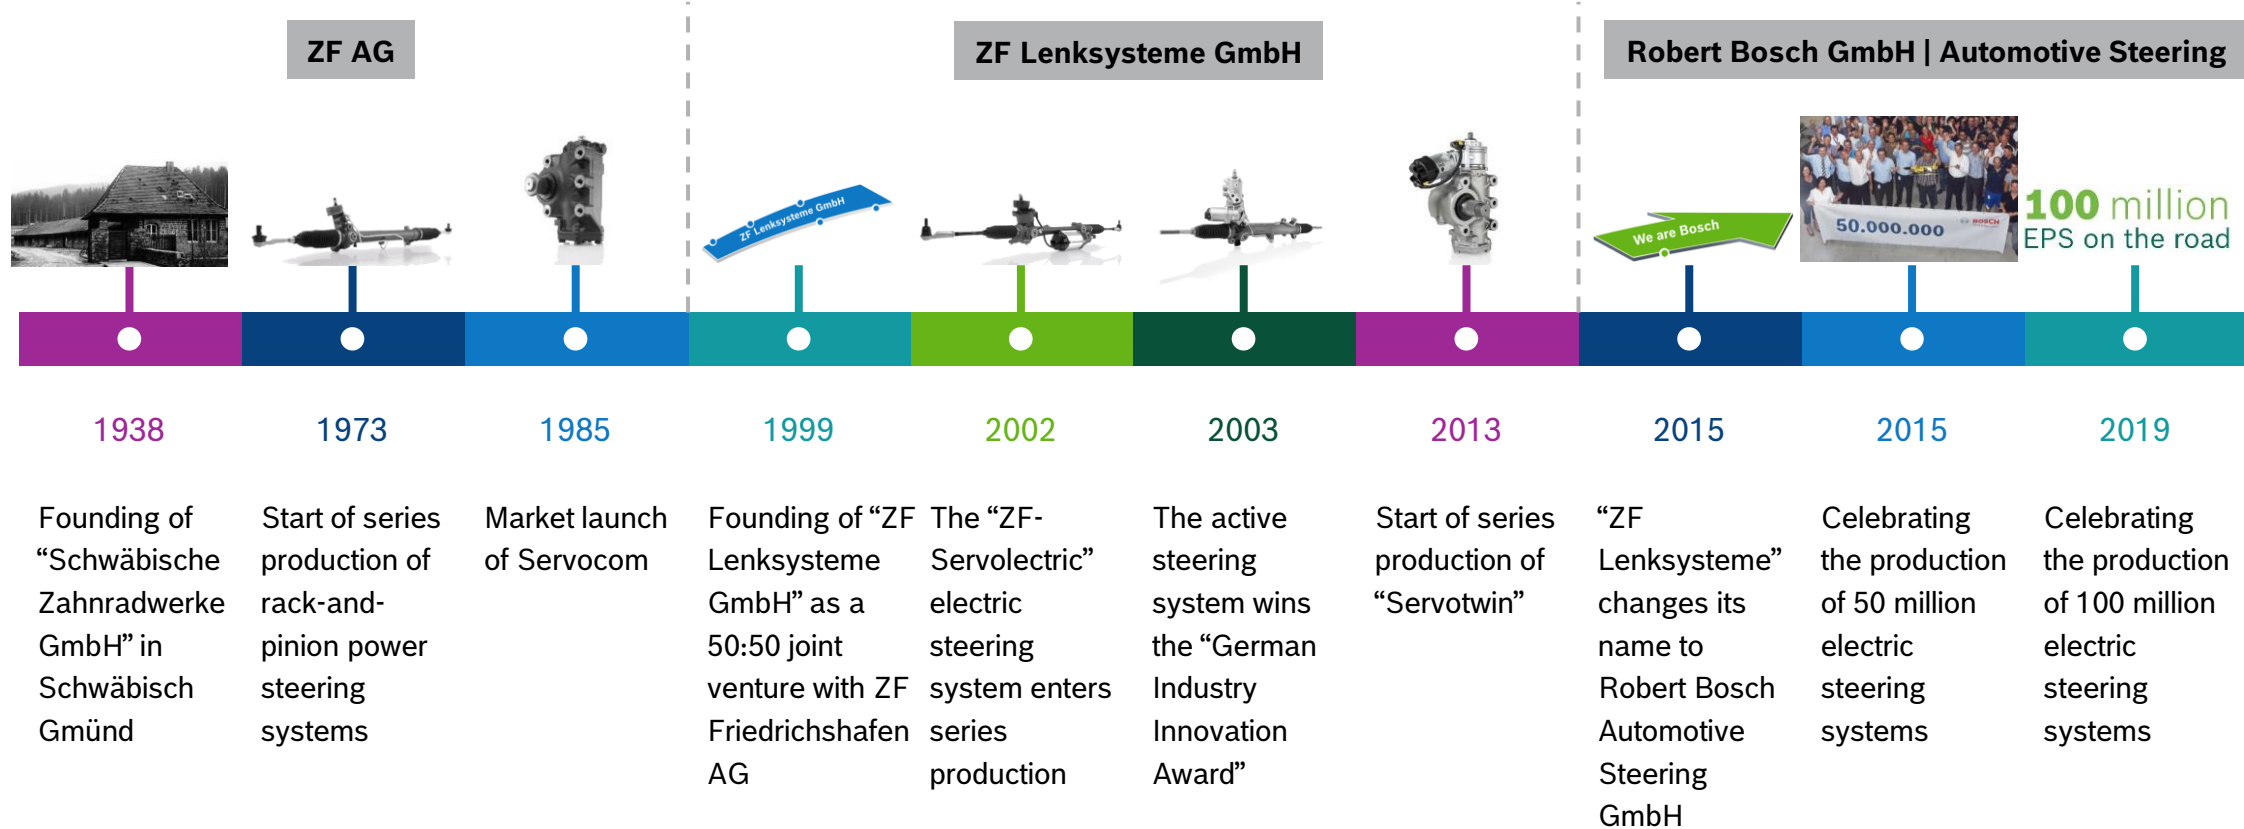 ZF AG
ZF Lenksysteme GmbH
Robert Bosch GmbH | Automotive Steering
ZF Lenksysteme GmbH
We are Bosch
50.000.000
BOSCH
100 million
EPS on the road
1938
1973
1985
1999
2002
2003
2013
2015
2015
2019
Founding of
“Schwäbische
Zahnradwerke
GmbH” in
Schwäbisch
Gmünd
Start of series
production of
rack-and-
pinion power
steering
systems
Market launch
of Servocom
Founding of “ZF
Lenksysteme
GmbH” as a
50:50 joint
venture with ZF
Friedrichshafen
AG
The “ZF-
Servolectric”
electric
steering
system enters
series
production
The active
steering
system wins
the “German
Industry
Innovation
Award”
Start of series
production of
“Servotwin”
“ZF
Lenksysteme”
changes its
name to
Robert Bosch
Automotive
Steering
GmbH
Celebrating
the production
of 50 million
electric
steering
systems
Celebrating
the production
of 100 million
electric
steering
systems